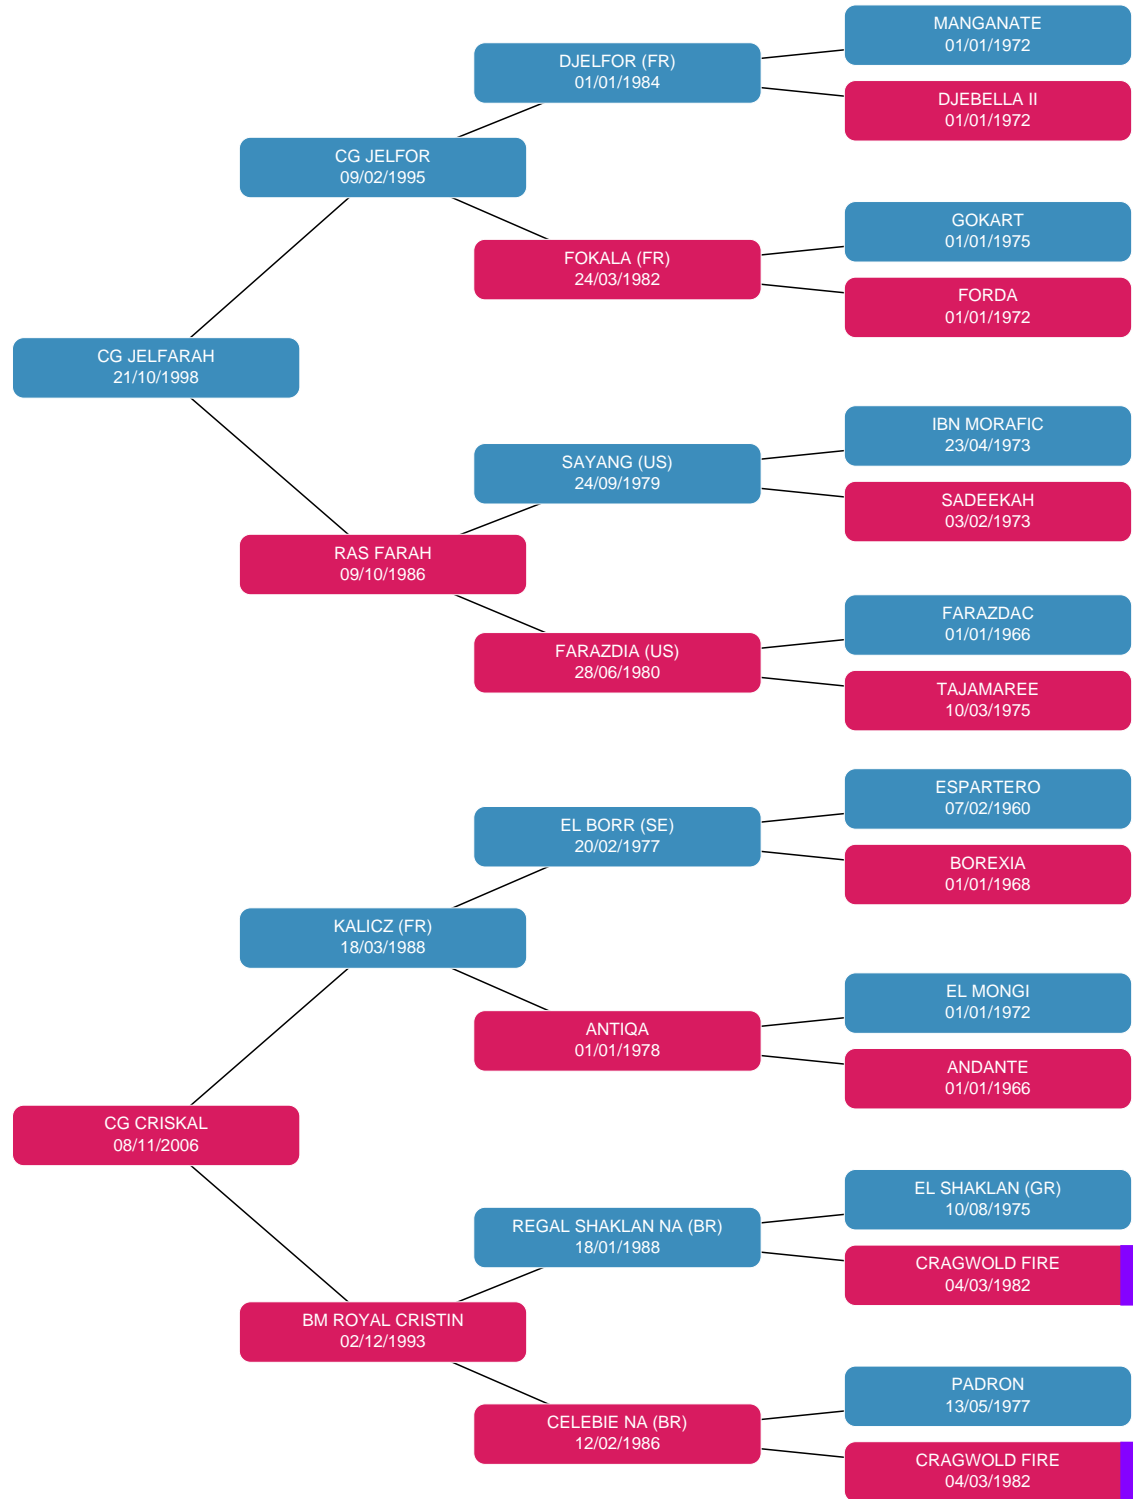 MANGANATE
01/01/1972
DJELFOR (FR)
01/01/1984
DJEBELLA II
01/01/1972
CG JELFOR
09/02/1995
GOKART
01/01/1975
FOKALA (FR)
24/03/1982
FORDA
01/01/1972
CG JELFARAH
21/10/1998
IBN MORAFIC
23/04/1973
SAYANG (US)
24/09/1979
SADEEKAH
03/02/1973
RAS FARAH
09/10/1986
FARAZDAC
01/01/1966
FARAZDIA (US)
28/06/1980
TAJAMAREE
10/03/1975
ESPARTERO
07/02/1960
EL BORR (SE)
20/02/1977
BOREXIA
01/01/1968
KALICZ (FR)
18/03/1988
EL MONGI
01/01/1972
ANTIQA
01/01/1978
ANDANTE
01/01/1966
CG CRISKAL
08/11/2006
EL SHAKLAN (GR)
10/08/1975
REGAL SHAKLAN NA (BR)
18/01/1988
CRAGWOLD FIRE
04/03/1982
BM ROYAL CRISTIN
02/12/1993
PADRON
13/05/1977
CELEBIE NA (BR)
12/02/1986
CRAGWOLD FIRE
04/03/1982